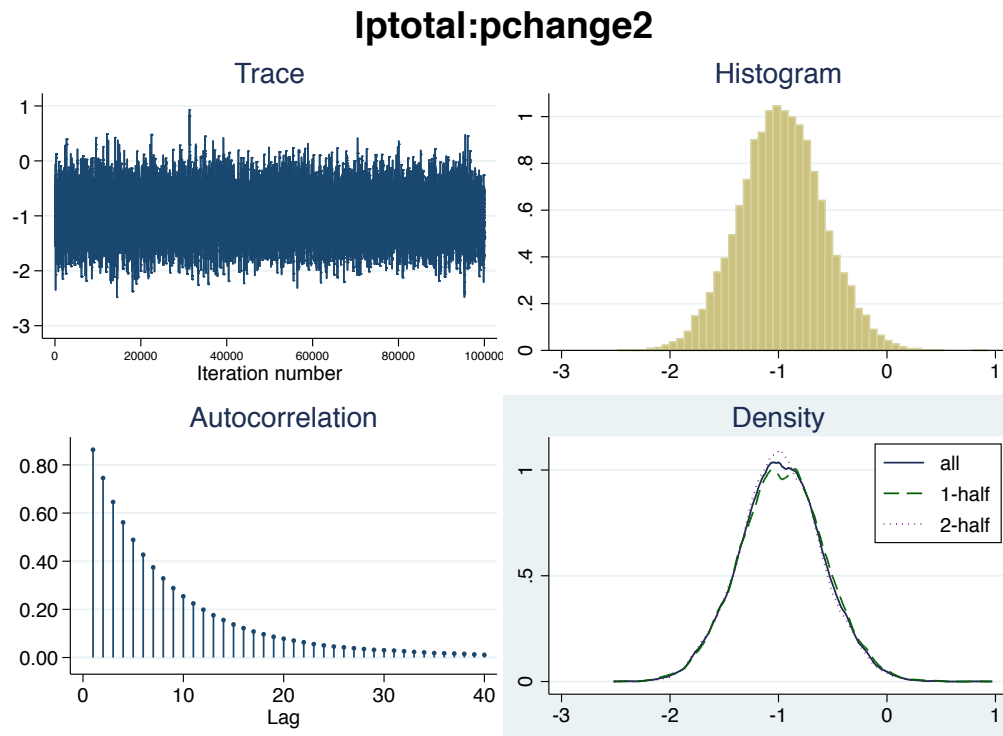 lptotal:pchange2
Trace
1
0
-1
-2
-3
0 20000 40000 60000 80000 100000
Iteration number
Histogram
1
.8
.6
.4
.2
0
-3 -2 -1 0 1
Autocorrelation
0.80
0.60
0.40
0.20
0.00
0 10 20 30 40
Lag
Density
all
1-half
2-half
1
.5
0
-3 -2 -1 0 1